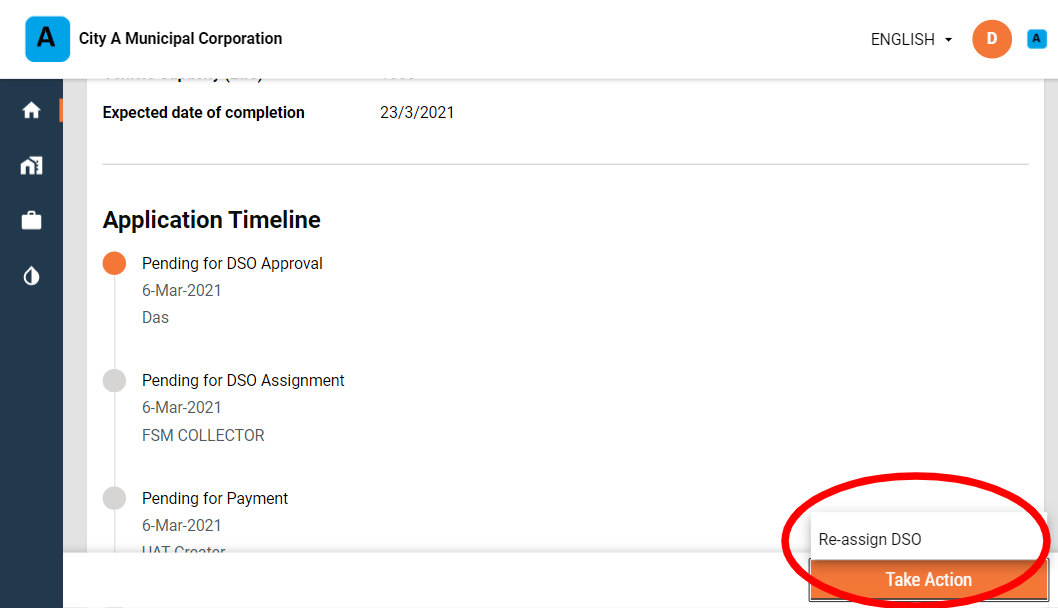 A City A Municipal Corporation
ENGLISH
D
A
Expected date of completion 23/3/2021
Application Timeline
Pending for DSO Approval
6-Mar-2021
Das
Pending for DSO Assignment
6-Mar-2021
FSM COLLECTOR
Pending for Payment
6-Mar-2021
UAT Creator
Re-assign DSO
Take Action